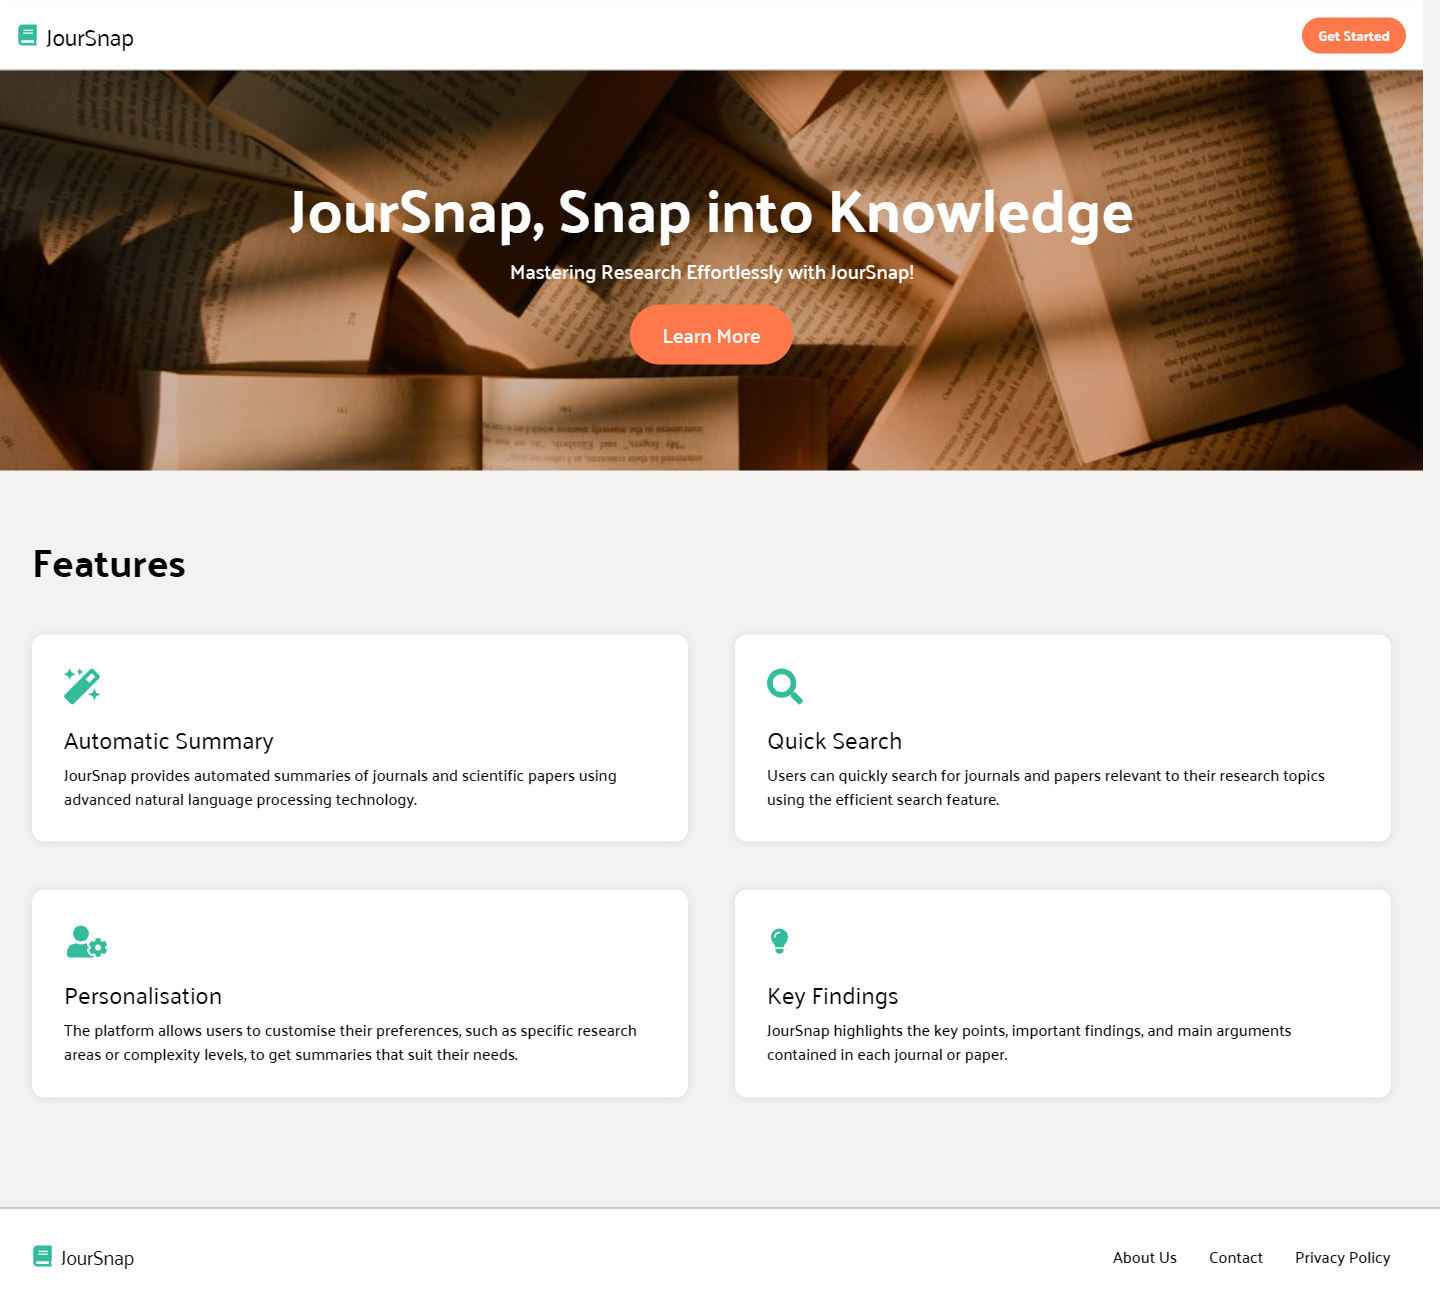 JourSnap
Get Started
JourSnap, Snap into Knowledge
Mastering Research Effortlessly with JourSnap!
Learn More
Features
Automatic Summary
JourSnap provides automated summaries of journals and scientific papers using
advanced natural language processing technology.
Quick Search
Users can quickly search for journals and papers relevant to their research topics
using the efficient search feature.
Personalisation
The platform allows users to customise their preferences, such as specific research
areas or complexity levels, to get summaries that suit their needs.
Key Findings
JourSnap highlights the key points, important findings, and main arguments
contained in each journal or paper.
JourSnap
About Us
Contact
Privacy Policy